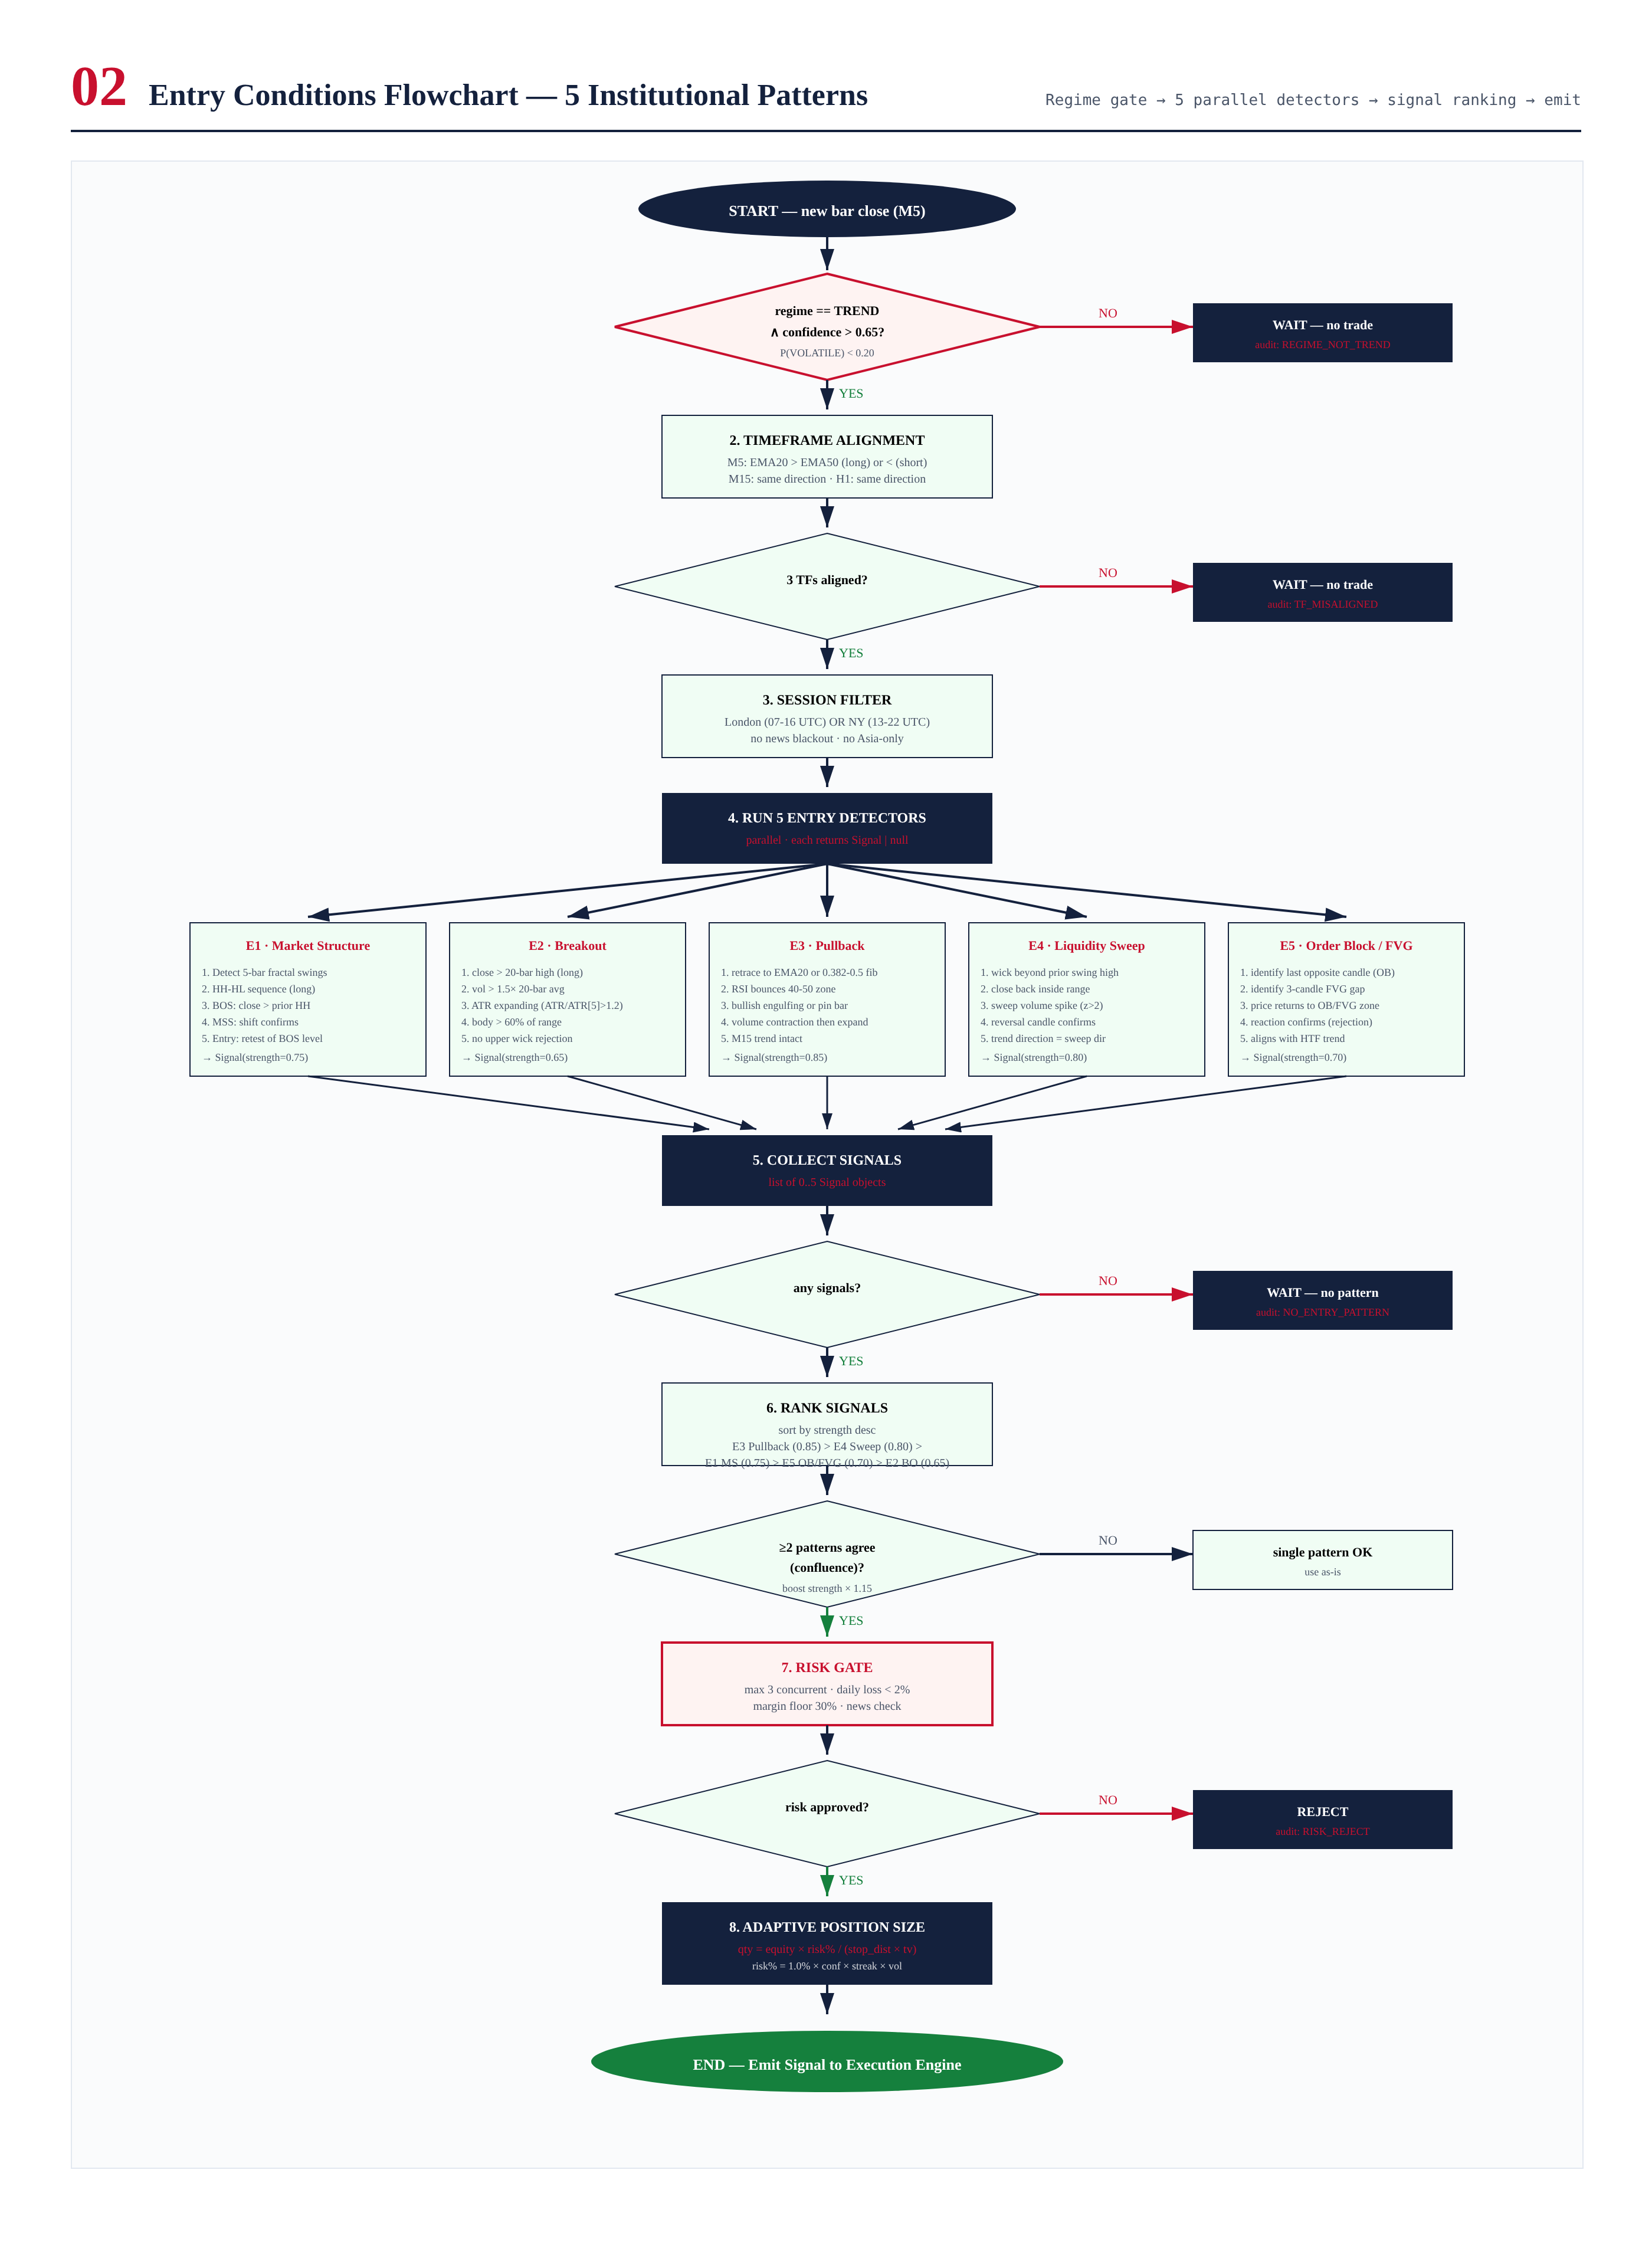 02 Entry Conditions Flowchart — 5 Institutional Patterns
Regime gate → 5 parallel detectors → signal ranking → emit
START — new bar close (M5)
regime == TREND
∧ confidence > 0.65?
P(VOLATILE) < 0.20
NO
WAIT — no trade
audit: REGIME_NOT_TREND
YES
2. TIMEFRAME ALIGNMENT
M5: EMA20 > EMA50 (long) or < (short)
M15: same direction · H1: same direction
3 TFs aligned?
NO
WAIT — no trade
audit: TF_MISALIGNED
YES
3. SESSION FILTER
London (07-16 UTC) OR NY (13-22 UTC)
no news blackout · no Asia-only
4. RUN 5 ENTRY DETECTORS
parallel · each returns Signal | null
E1 · Market Structure
1. Detect 5-bar fractal swings
2. HH-HL sequence (long)
3. BOS: close > prior HH
4. MSS: shift confirms
5. Entry: retest of BOS level
→ Signal(strength=0.75)
E2 · Breakout
1. close > 20-bar high (long)
2. vol > 1.5× 20-bar avg
3. ATR expanding (ATR/ATR[5]>1.2)
4. body > 60% of range
5. no upper wick rejection
→ Signal(strength=0.65)
E3 · Pullback
1. retrace to EMA20 or 0.382-0.5 fib
2. RSI bounces 40-50 zone
3. bullish engulfing or pin bar
4. volume contraction then expand
5. M15 trend intact
→ Signal(strength=0.85)
E4 · Liquidity Sweep
1. wick beyond prior swing high
2. close back inside range
3. sweep volume spike (z>2)
4. reversal candle confirms
5. trend direction = sweep dir
→ Signal(strength=0.80)
E5 · Order Block / FVG
1. identify last opposite candle (OB)
2. identify 3-candle FVG gap
3. price returns to OB/FVG zone
4. reaction confirms (rejection)
5. aligns with HTF trend
→ Signal(strength=0.70)
5. COLLECT SIGNALS
list of 0..5 Signal objects
any signals?
NO
WAIT — no pattern
audit: NO_ENTRY_PATTERN
YES
6. RANK SIGNALS
sort by strength desc
E3 Pullback (0.85) > E4 Sweep (0.80) >
E1 MS (0.75) > E5 OB/FVG (0.70) > E2 BO (0.65)
≥2 patterns agree
(confluence)?
boost strength × 1.15
NO
single pattern OK
use as-is
YES
7. RISK GATE
max 3 concurrent · daily loss < 2%
margin floor 30% · news check
risk approved?
NO
REJECT
audit: RISK_REJECT
YES
8. ADAPTIVE POSITION SIZE
qty = equity × risk% / (stop_dist × tv)
risk% = 1.0% × conf × streak × vol
END — Emit Signal to Execution Engine